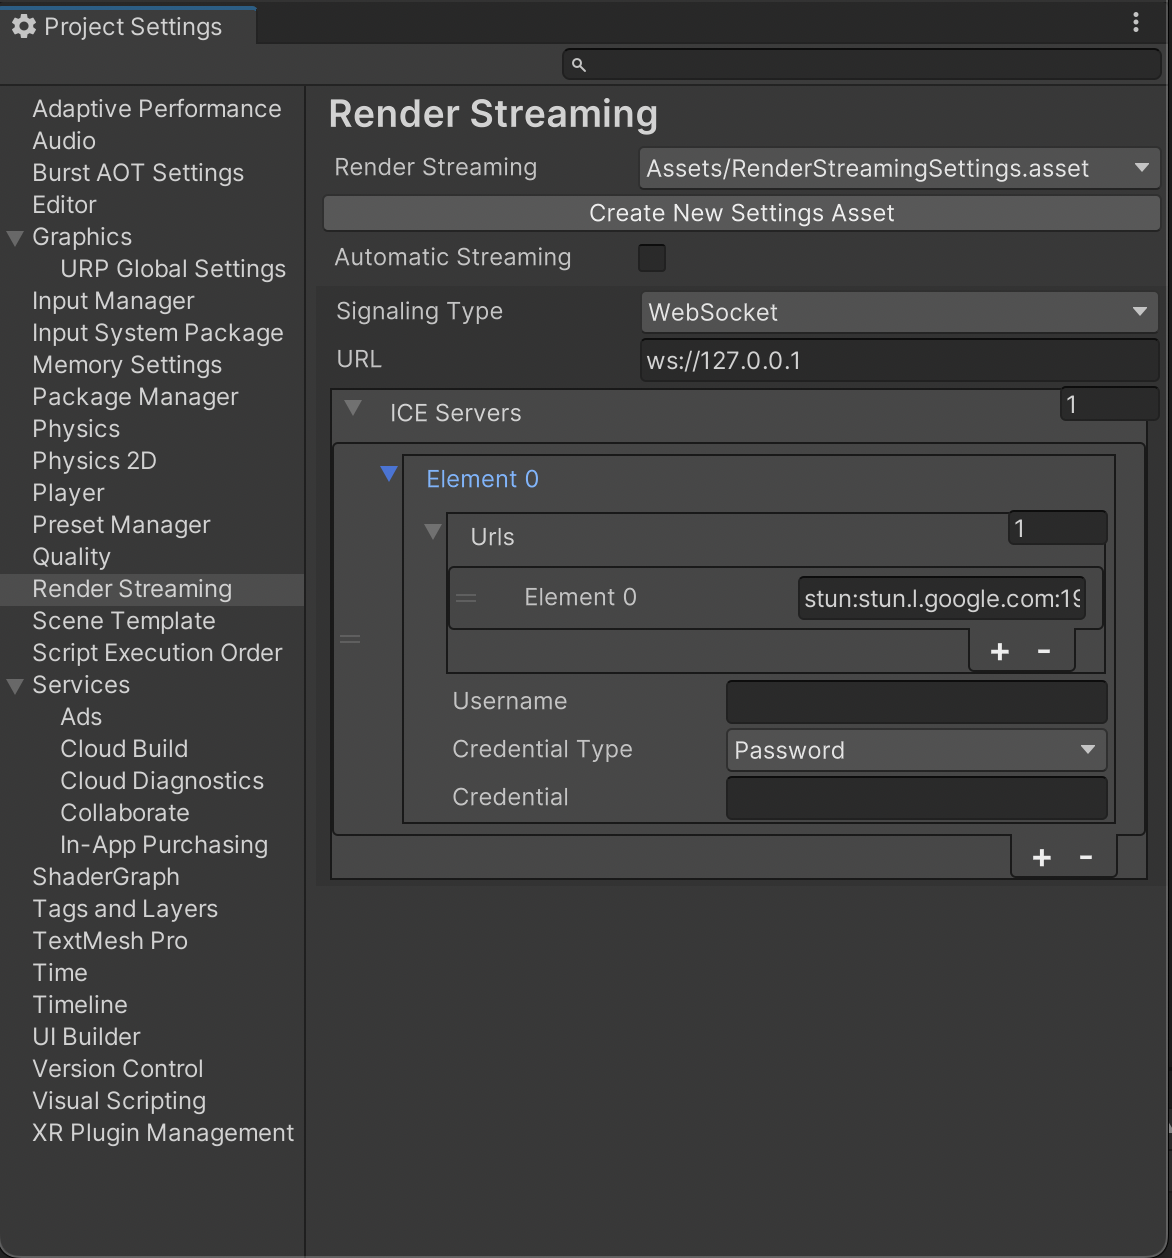 Project Settings
Adaptive Performance
Audio
Burst AOT Settings
Editor
Graphics
URP Global Settings
Input Manager
Input System Package
Memory Settings
Package Manager
Physics
Physics 2D
Player
Preset Manager
Quality
Render Streaming
Scene Template
Script Execution Order
Services
Ads
Cloud Build
Cloud Diagnostics
Collaborate
In-App Purchasing
ShaderGraph
Tags and Layers
TextMesh Pro
Time
Timeline
UI Builder
Version Control
Visual Scripting
XR Plugin Management
Render Streaming
Render Streaming Assets/RenderStreamingSettings.asset
Create New Settings Asset
Automatic Streaming
Signaling Type WebSocket
URL ws://127.0.0.1
ICE Servers 1
Element 0
Urls 1
Element 0 stun:stun.l.google.com:19
+ -
Username
Credential Type Password
Credential
+ -